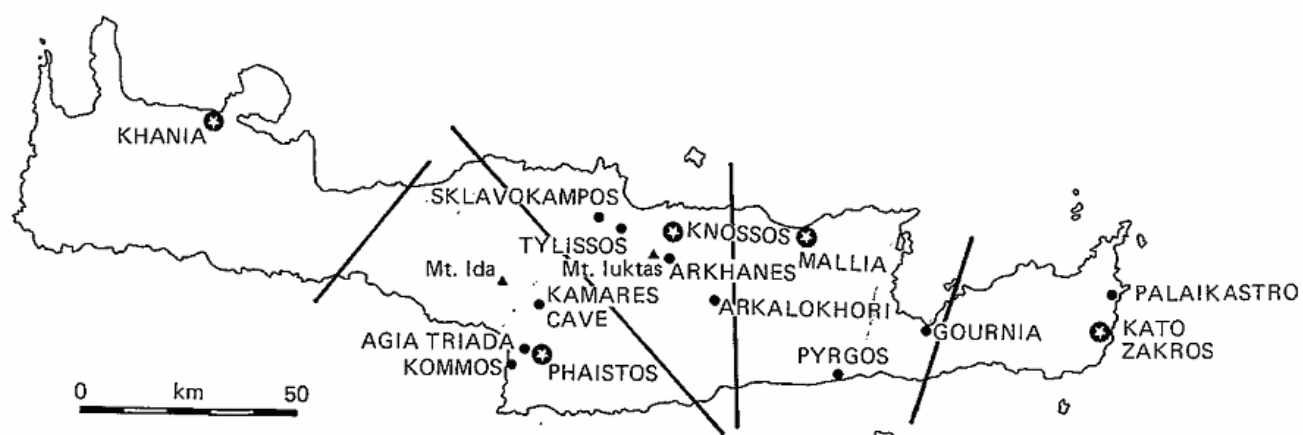 KHANIA
SKLAVOKAMPOS
KNOSSOS
TYLISSOS
MALLIA
Mt. Ida
Mt. Iuktas
ARKHANES
KAMARES
CAVE
ARKALOKHORI
PALAIKASTRO
GOURNIA
KATO
ZAKROS
AGIA TRIADA
KOMMOS
PHAISTOS
PYRGOS
0 km 50